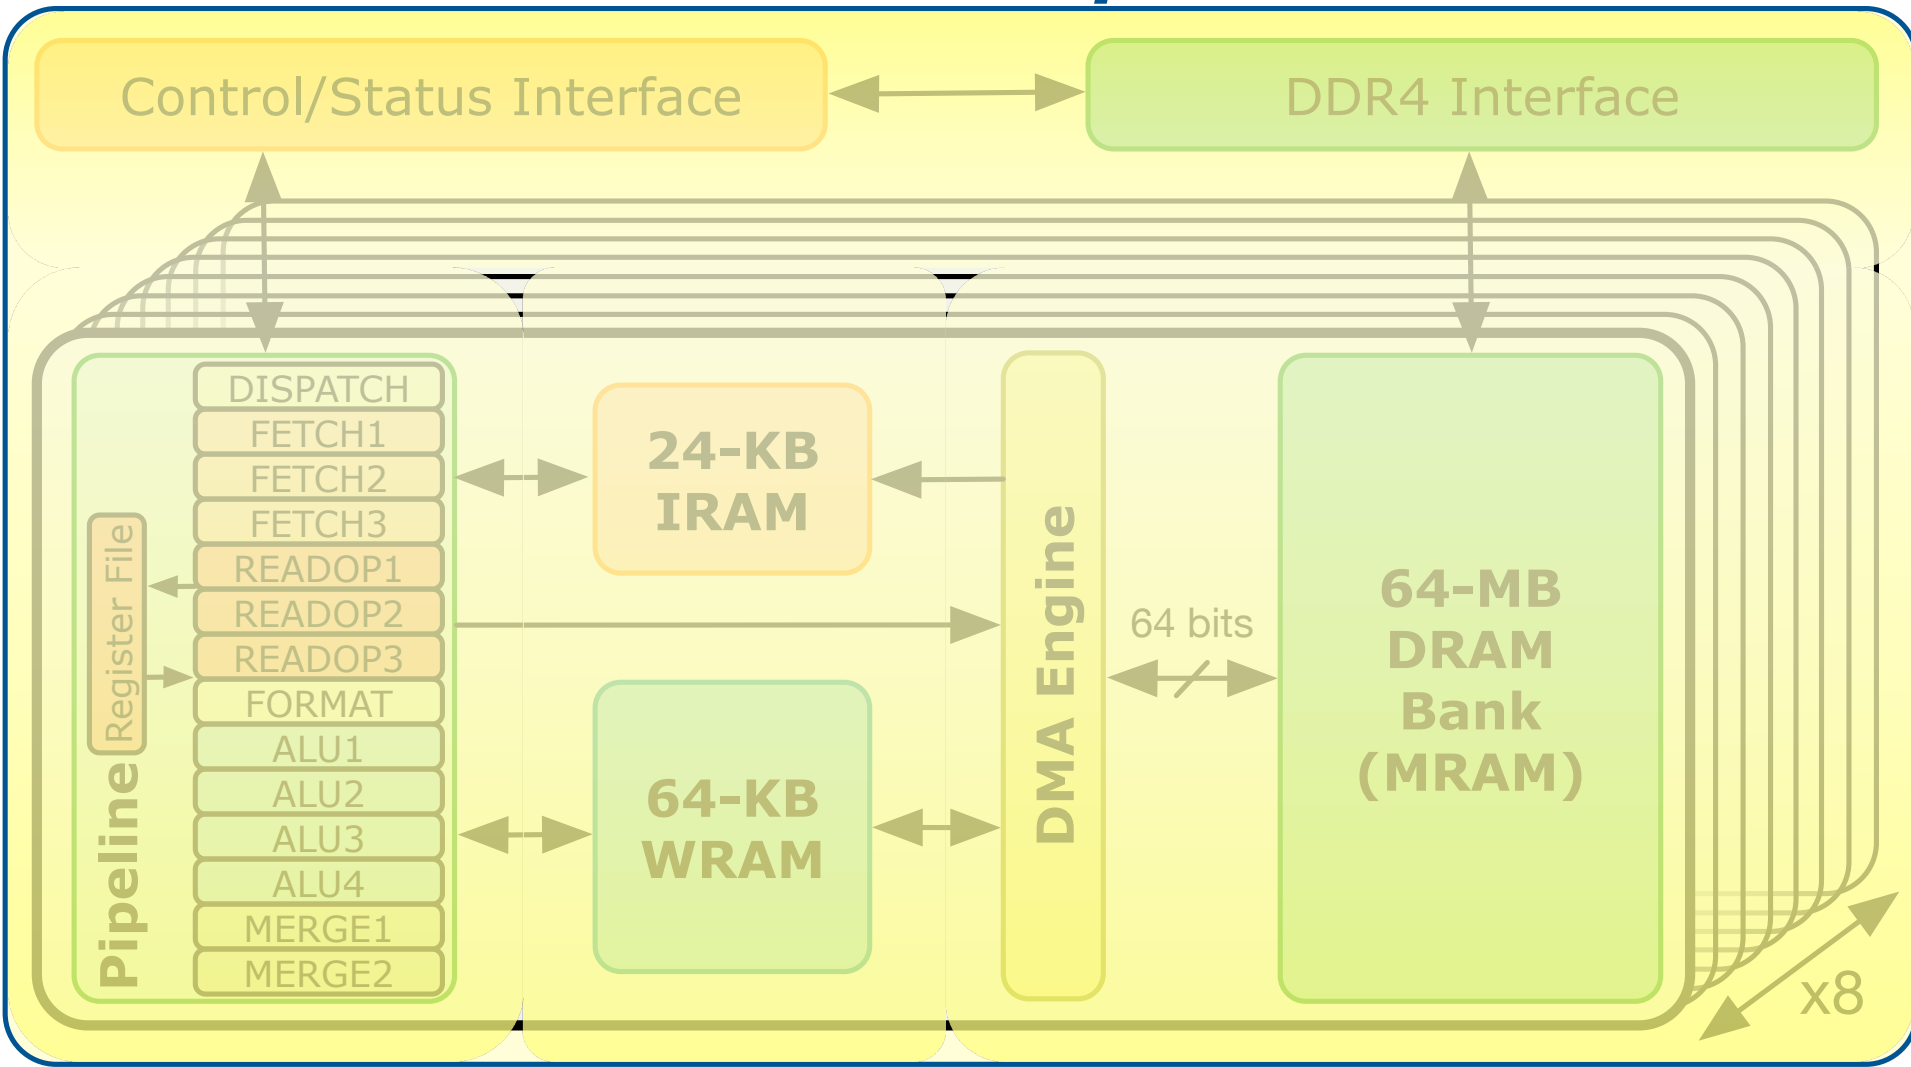 Control/Status Interface
DDR4 Interface
DISPATCH
FETCH1
FETCH2
FETCH3
READOP1
READOP2
READOP3
FORMAT
ALU1
ALU2
ALU3
ALU4
MERGE1
MERGE2
Register File
Pipeline
24-KB
IRAM
64-KB
WRAM
DMA Engine
64 bits
64-MB
DRAM
Bank
(MRAM)
x8